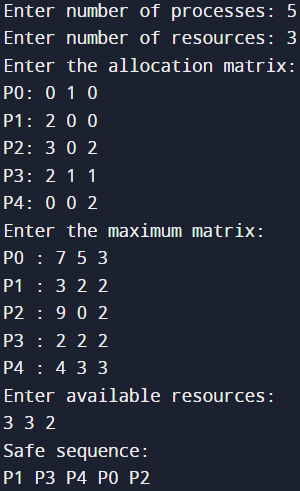 Enter number of processes: 5
Enter number of resources: 3
Enter the allocation matrix:
P0: 0 1 0
P1: 2 0 0
P2: 3 0 2
P3: 2 1 1
P4: 0 0 2
Enter the maximum matrix:
P0 : 7 5 3
P1 : 3 2 2
P2 : 9 0 2
P3 : 2 2 2
P4 : 4 3 3
Enter available resources:
3 3 2
Safe sequence:
P1 P3 P4 P0 P2